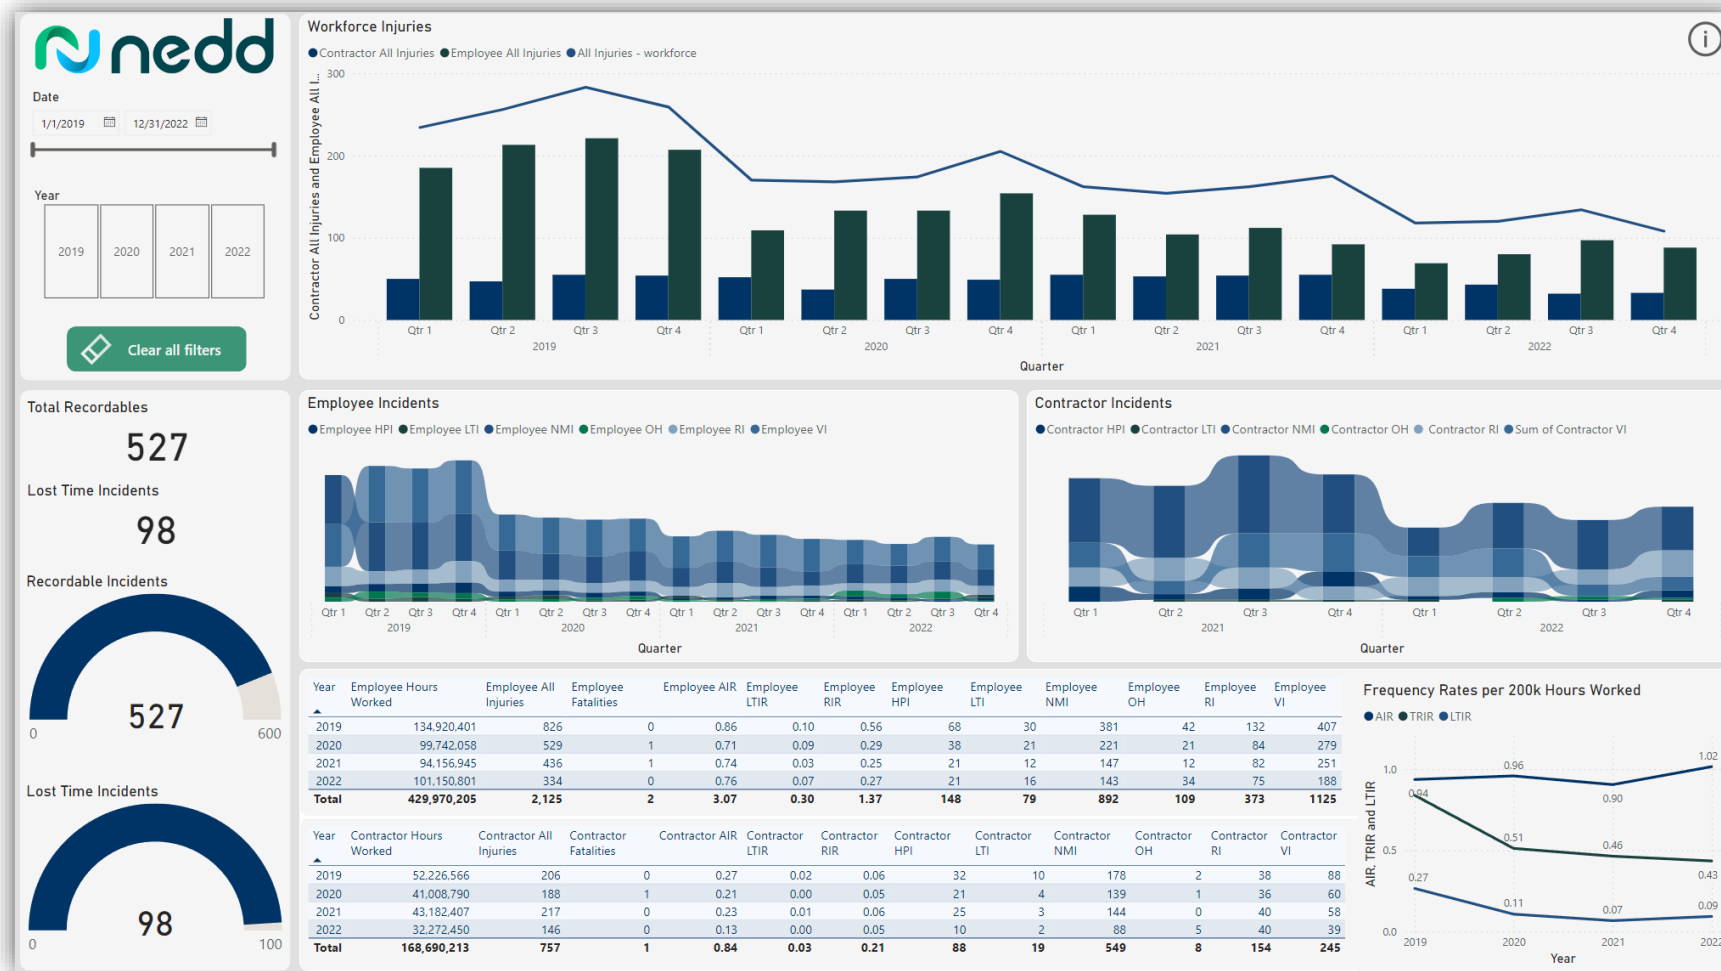 nedd
Date
1/1/2019 12/31/2022
Year
2019 2020 2021 2022
Clear all filters
Workforce Injuries
Contractor All Injuries Employee All Injuries All Injuries - workforce
Contractor All Injuries and Employee All I...
300
200
100
0
Qtr 1 Qtr 2 Qtr 3 Qtr 4 Qtr 1 Qtr 2 Qtr 3 Qtr 4 Qtr 1 Qtr 2 Qtr 3 Qtr 4 Qtr 1 Qtr 2 Qtr 3 Qtr 4
2019 2020 2021 2022
Quarter
i
Total Recordables
527
Lost Time Incidents
98
Recordable Incidents
527
0 600
Lost Time Incidents
98
0 100
Employee Incidents
Employee HPI Employee LTI Employee NMI Employee OH Employee RI Employee VI
Qtr 1 Qtr 2 Qtr 3 Qtr 4 Qtr 1 Qtr 2 Qtr 3 Qtr 4 Qtr 1 Qtr 2 Qtr 3 Qtr 4 Qtr 1 Qtr 2 Qtr 3 Qtr 4
2019 2020 2021 2022
Quarter
Contractor Incidents
Contractor HPI Contractor LTI Contractor NMI Contractor OH Contractor RI Sum of Contractor VI
Qtr 1 Qtr 2 Qtr 3 Qtr 4 Qtr 1 Qtr 2 Qtr 3 Qtr 4
2021 2022
Quarter
Year Employee Hours Worked Employee All Injuries Employee Fatalities Employee AIR Employee LTIR Employee RIR Employee HPI Employee LTI Employee NMI Employee OH Employee RI Employee VI
2019 134,920,401 826 0 0.86 0.10 0.56 68 30 381 42 132 407
2020 99,742,058 529 1 0.71 0.09 0.29 38 21 221 21 84 279
2021 94,156,945 436 1 0.74 0.03 0.25 21 12 147 12 82 251
2022 101,150,801 334 0 0.76 0.07 0.27 21 16 143 34 75 188
Total 429,970,205 2,125 2 3.07 0.30 1.37 148 79 892 109 373 1125
Year Contractor Hours Worked Contractor All Injuries Contractor Fatalities Contractor AIR Contractor LTIR Contractor RIR Contractor HPI Contractor LTI Contractor NMI Contractor OH Contractor RI Contractor VI
2019 52,226,566 206 0 0.27 0.02 0.06 32 10 178 2 38 88
2020 41,008,790 188 1 0.21 0.00 0.05 21 4 139 1 36 60
2021 43,182,407 217 0 0.23 0.01 0.06 25 3 144 0 40 58
2022 32,272,450 146 0 0.13 0.00 0.05 10 2 88 5 40 39
Total 168,690,213 757 1 0.84 0.03 0.21 88 19 549 8 154 245
Frequency Rates per 200k Hours Worked
AIR TRIR LTIR
AIR, TRIR and LTIR
1.0
0.5
0.0
0.96 0.90 1.02
0.94 0.51 0.46 0.43
0.27 0.11 0.07 0.09
2019 2020 2021 2022
Year